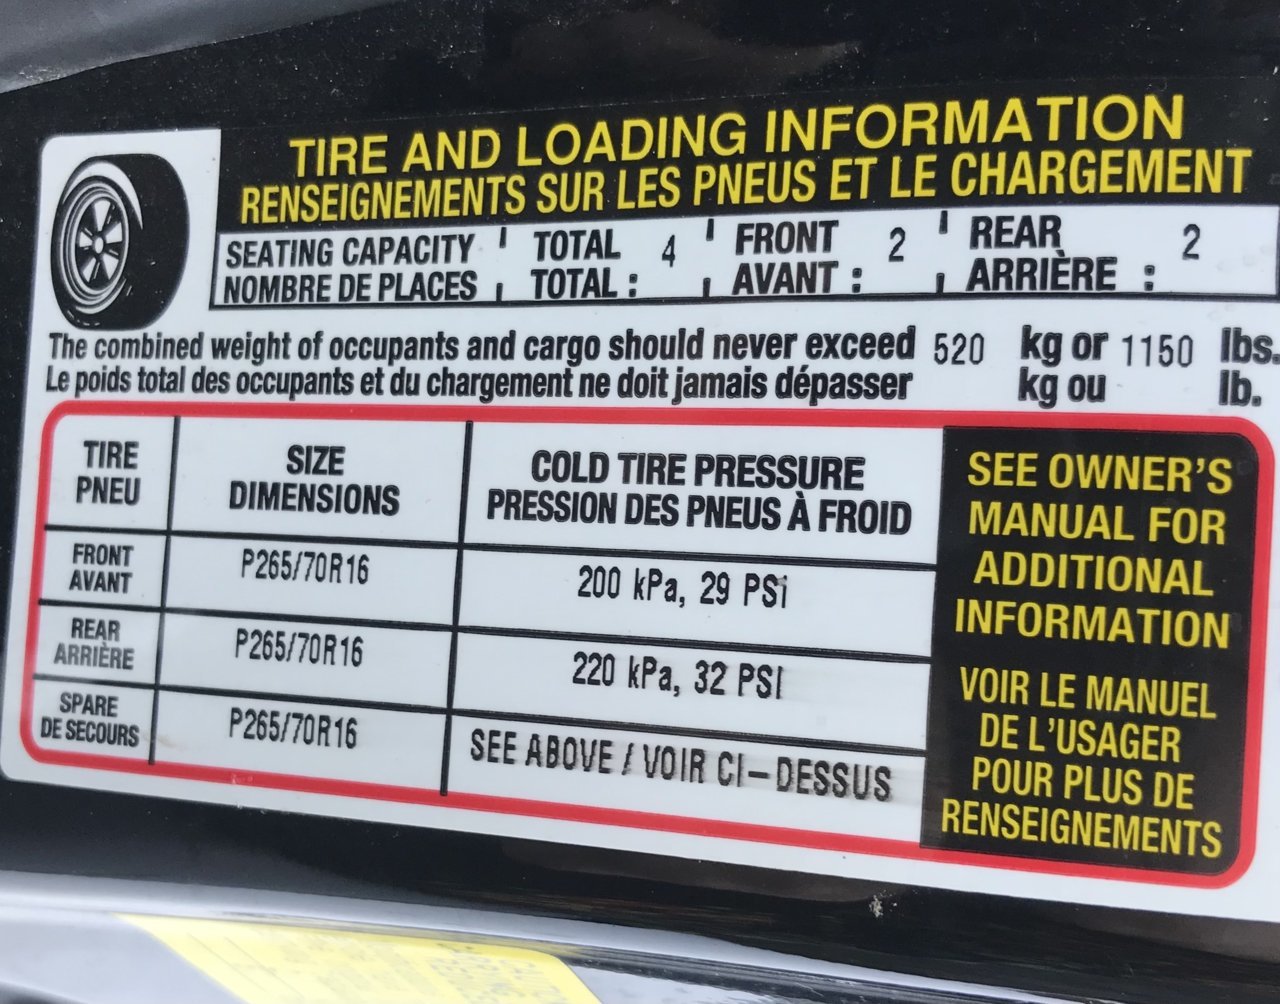 TIRE AND LOADING INFORMATION
RENSEIGNEMENTS SUR LES PNEUS ET LE CHARGEMENT
SEATING CAPACITY TOTAL 4 FRONT 2 REAR 2
NOMBRE DE PLACES TOTAL : AVANT : ARRIÈRE :
The combined weight of occupants and cargo should never exceed 520 kg or 1150 lbs.
Le poids total des occupants et du chargement ne doit jamais dépasser kg ou lb.
TIRE
PNEU
SIZE
DIMENSIONS
COLD TIRE PRESSURE
PRESSION DES PNEUS À FROID
FRONT
AVANT
P265/70R16
200 kPa, 29 PSi
REAR
ARRIÈRE
P265/70R16
220 kPa, 32 PSI
SPARE
DE SECOURS
P265/70R16
SEE ABOVE / VOIR CI-DESSUS
SEE OWNER'S
MANUAL FOR
ADDITIONAL
INFORMATION
VOIR LE MANUEL
DE L'USAGER
POUR PLUS DE
RENSEIGNEMENTS